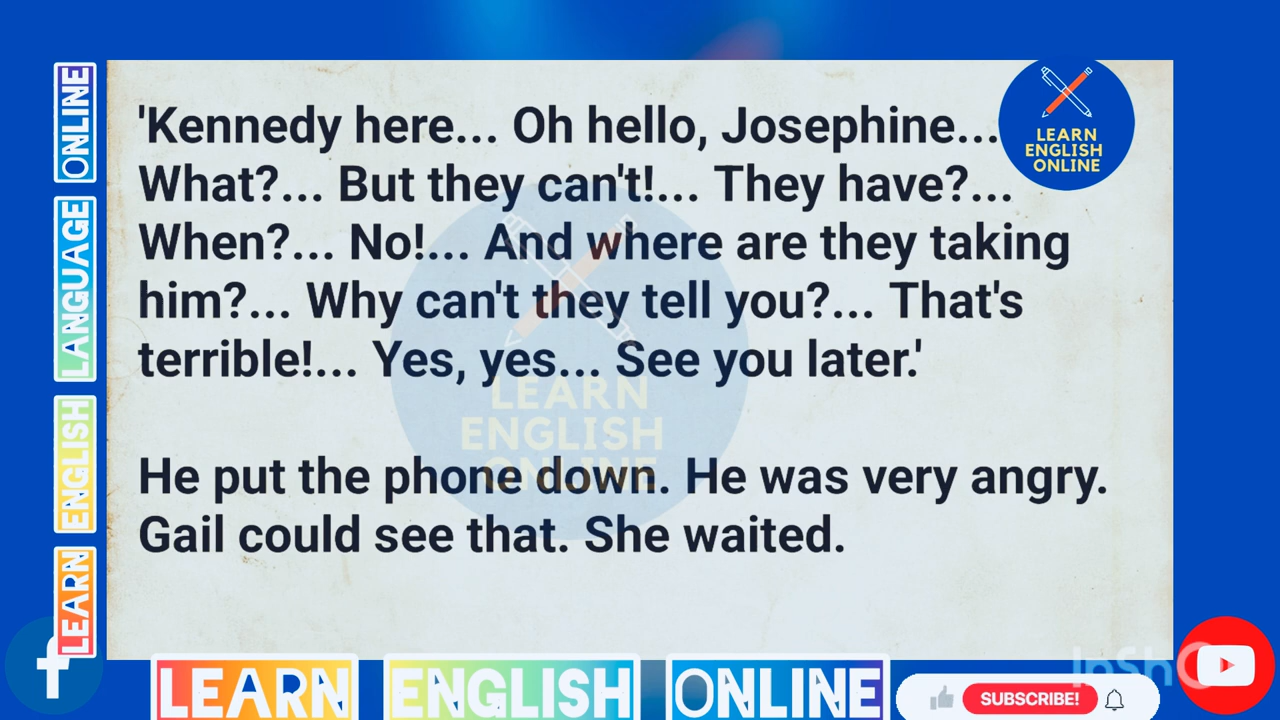 'Kennedy here... Oh hello, Josephine...
What?... But they can't!... They have?...
When?... No!... And where are they taking
him?... Why can't they tell you?... That's
terrible!... Yes, yes... See you later.'
He put the phone down. He was very angry.
Gail could see that. She waited.
LEARN
ENGLISH
ONLINE
LEARN
ENGLISH
ONLINE
LEARN ENGLISH LANGUAGE ONLINE
LEARN ENGLISH ONLINE
SUBSCRIBE!
InShO